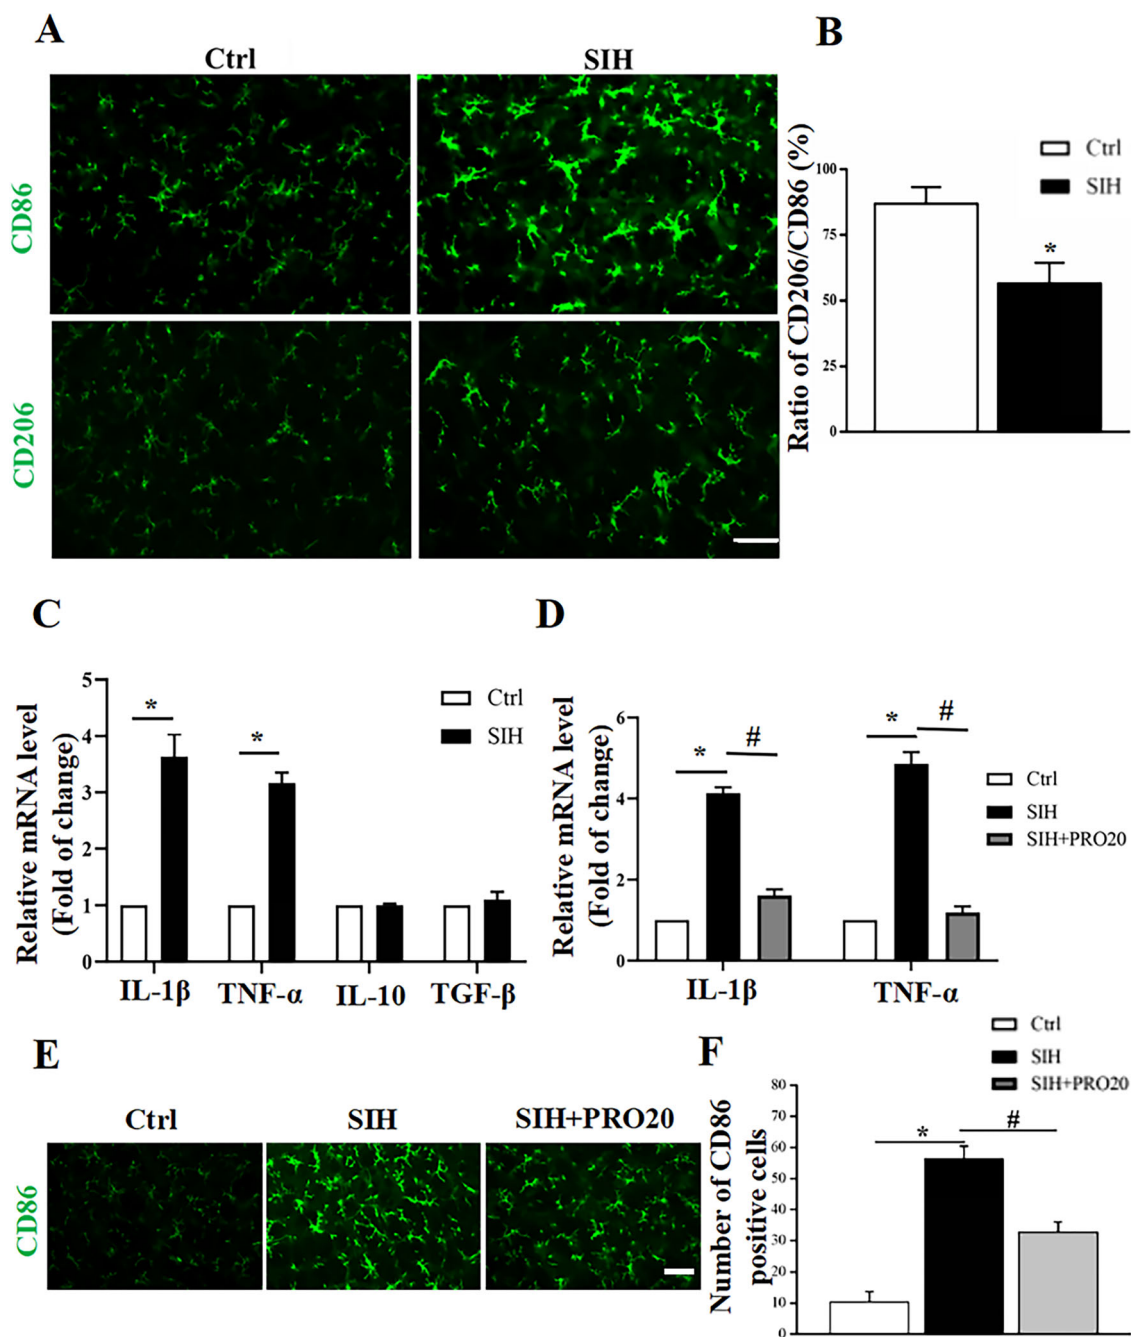 A
Ctrl
SIH
CD86
CD206
B
Ratio of CD206/CD86 (%)
100
75
50
25
0
*
Ctrl
SIH
C
Relative mRNA level
(Fold of change)
5
4
3
2
1
0
*
*
Ctrl
SIH
IL-1β
TNF-α
IL-10
TGF-β
D
Relative mRNA level
(Fold of change)
6
4
2
0
*
#
*
#
Ctrl
SIH
SIH+PRO20
IL-1β
TNF-α
E
Ctrl
SIH
SIH+PRO20
CD86
F
Ctrl
SIH
SIH+PRO20
Number of CD86
positive cells
80
70
60
50
40
30
20
10
0
*
#